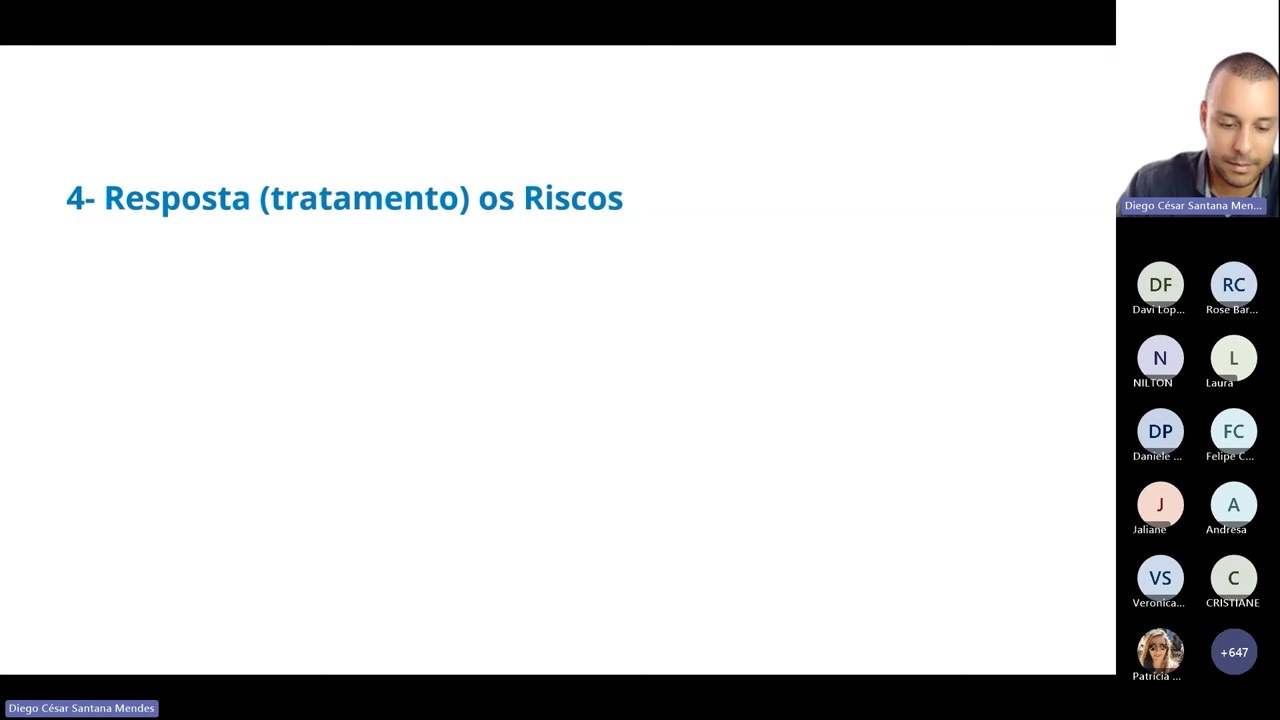 4- Resposta (tratamento) os Riscos
Diego César Santana Men...
DF
RC
Davi Lop...
Rose Bar...
N
L
NILTON
Laura
DP
FC
Daniele ...
Felipe C...
J
A
Jaliane
Andresa
VS
C
Veronica...
CRISTIANE
+647
Patrícia ...
Diego César Santana Mendes